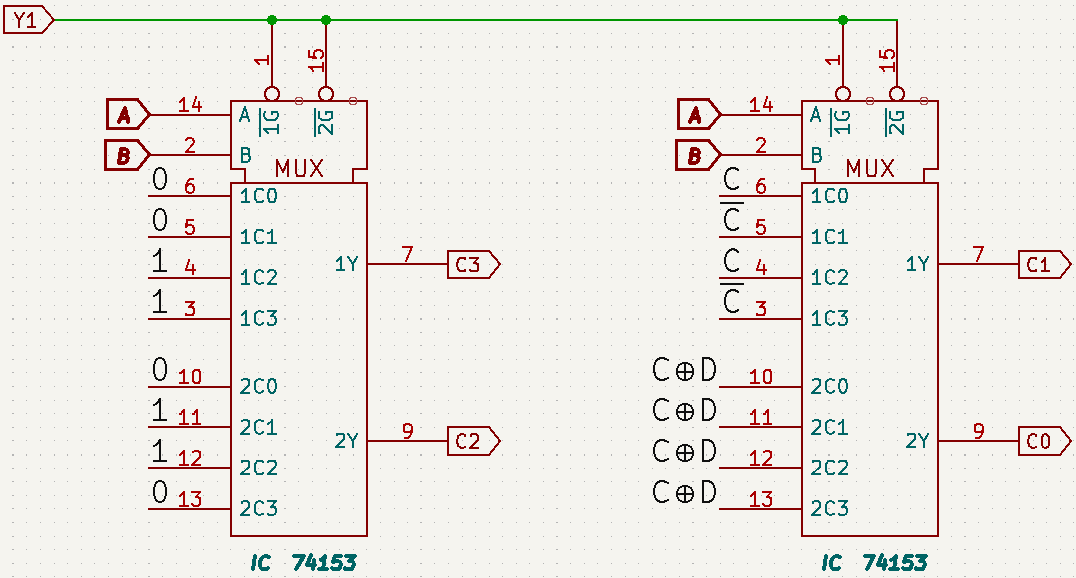 Y1
1 15 1 15
A 14 A 1G 2G A 14 A 1G 2G
B 2 B B 2 B
MUX MUX
0 6 1C0 C 6 1C0
0 5 1C1 C̅ 5 1C1
1 4 1C2 1Y 7 C3 C 4 1C2 1Y 7 C1
1 3 1C3 C̅ 3 1C3
0 10 2C0 C⊕D 10 2C0
1 11 2C1 C⊕D 11 2C1
2Y 9 C2 2Y 9 C0
1 12 2C2 C⊕D 12 2C2
0 13 2C3 C⊕D 13 2C3
IC 74153 IC 74153